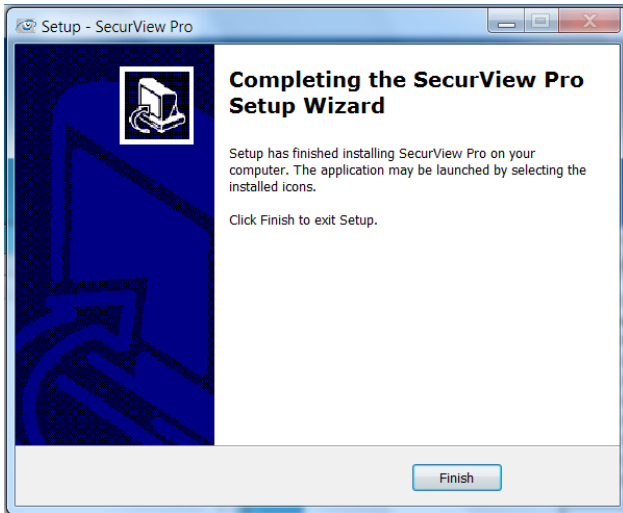 Setup - SecurView Pro
Completing the SecurView Pro
Setup Wizard
Setup has finished installing SecurView Pro on your
computer. The application may be launched by selecting the
installed icons.
Click Finish to exit Setup.
Finish